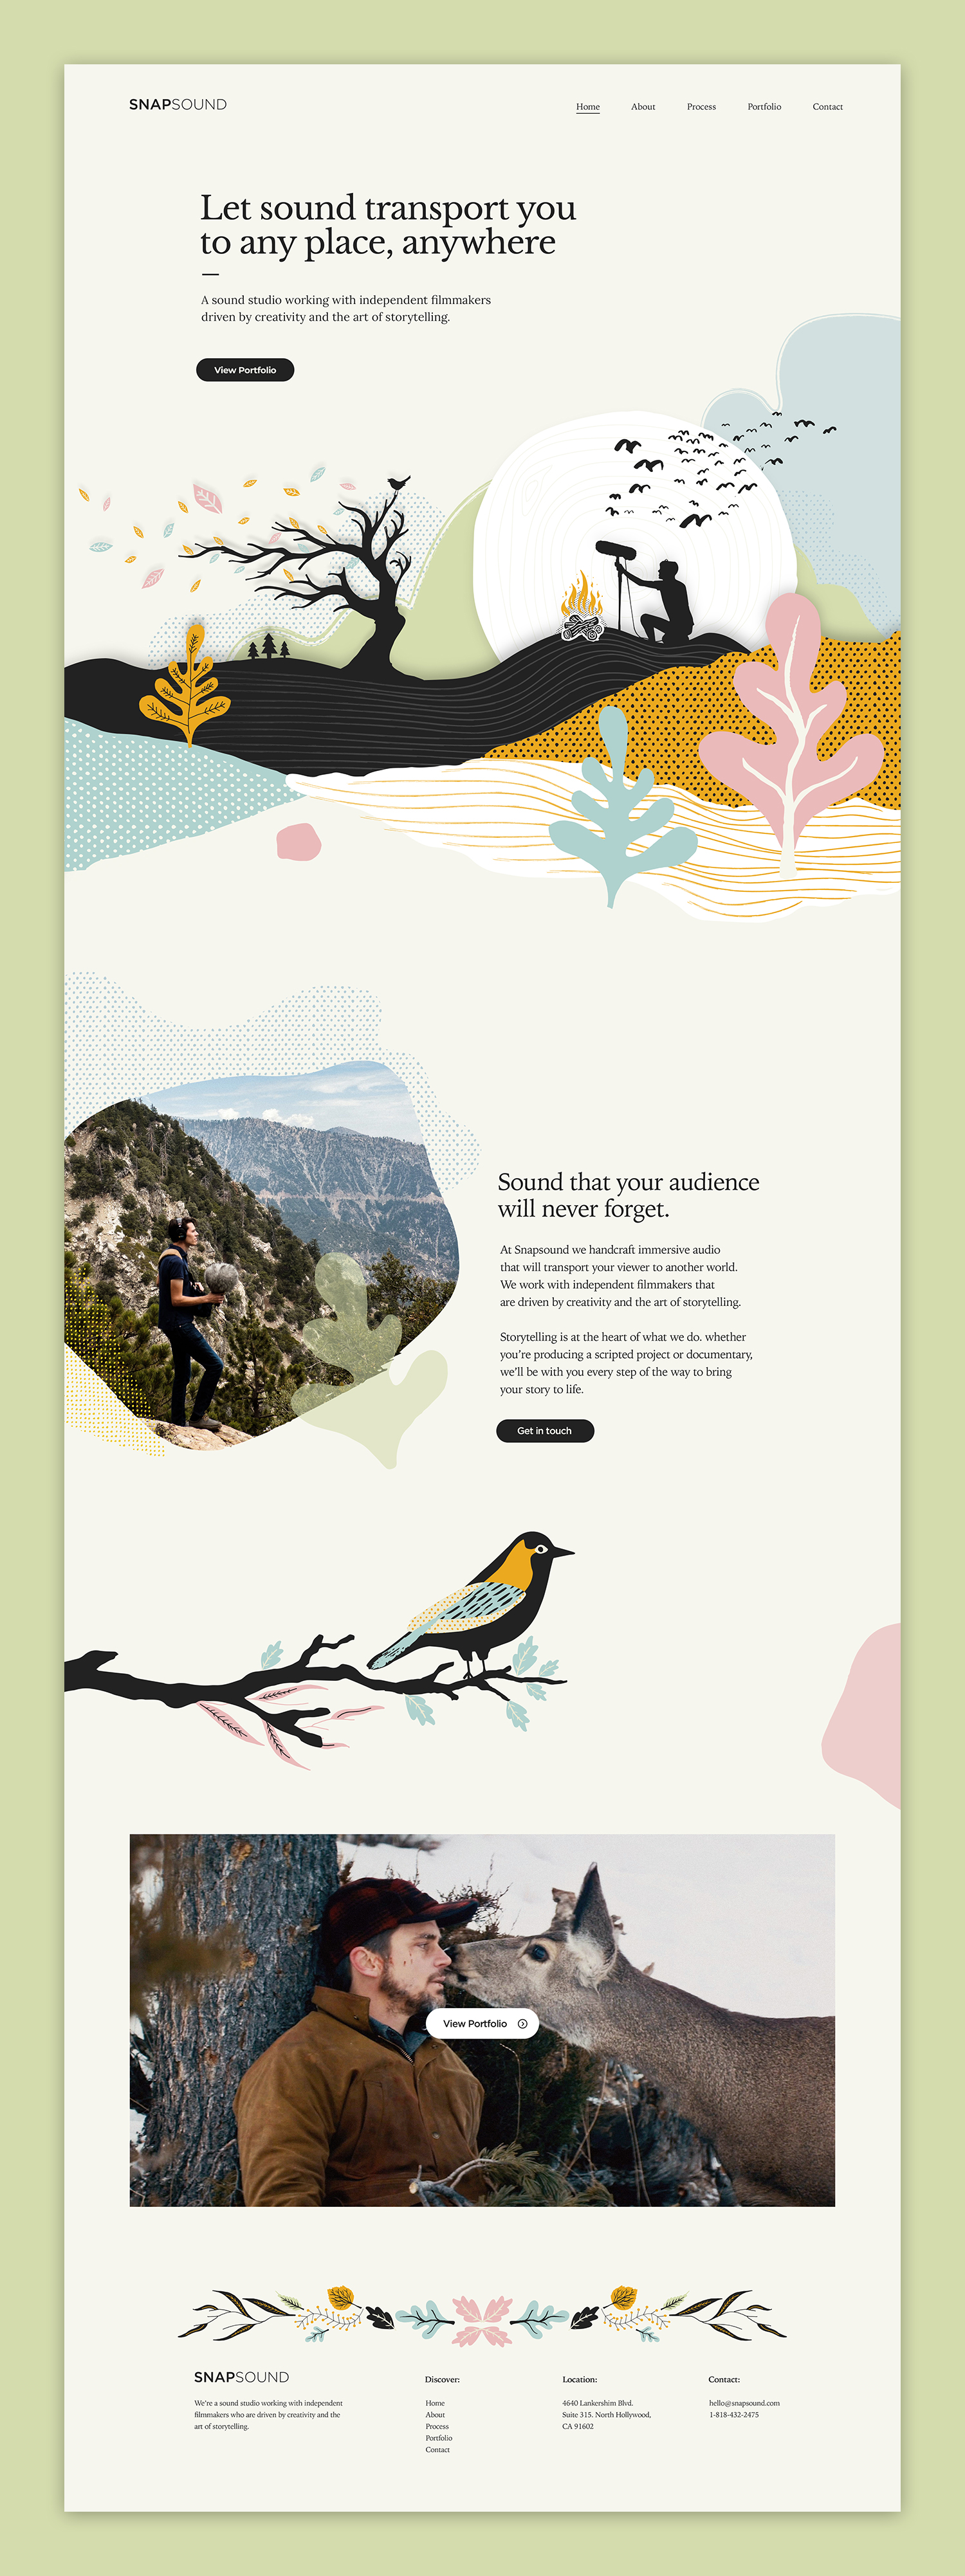 SNAPSOUND
Home About Process Portfolio Contact
Let sound transport you
to any place, anywhere
A sound studio working with independent filmmakers
driven by creativity and the art of storytelling.
View Portfolio
Sound that your audience
will never forget.
At Snapsound we handcraft immersive audio
that will transport your viewer to another world.
We work with independent filmmakers that
are driven by creativity and the art of storytelling.
Storytelling is at the heart of what we do. whether
you're producing a scripted project or documentary,
we'll be with you every step of the way to bring
your story to life.
Get in touch
View Portfolio
SNAPSOUND
We're a sound studio working with independent
filmmakers who are driven by creativity and the
art of storytelling.
Discover:
Home
About
Process
Portfolio
Contact
Location:
4640 Lankershim Blvd.
Suite 315. North Hollywood,
CA 91602
Contact:
hello@snapsound.com
1-818-432-2475